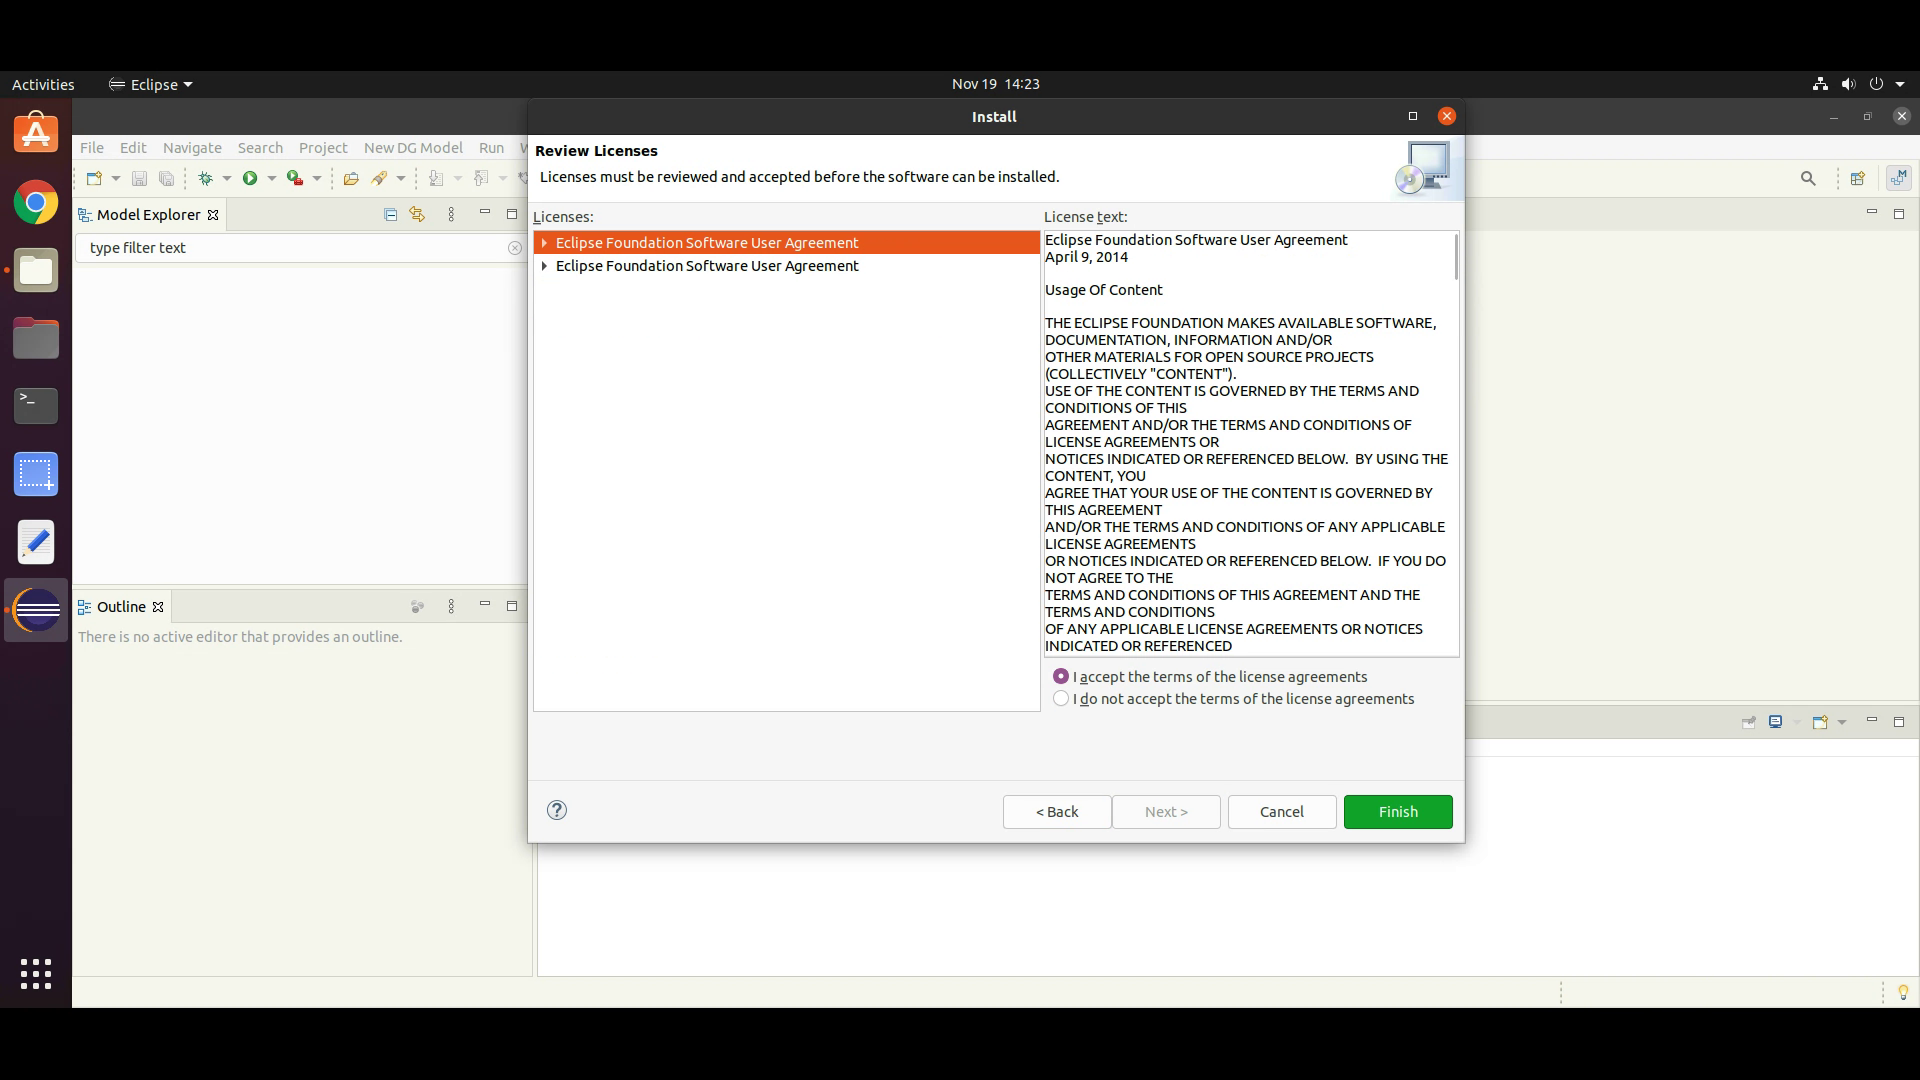 Activities
Eclipse
Nov 19 14:23
Install
File Edit Navigate Search Project New DG Model Run
Review Licenses
Licenses must be reviewed and accepted before the software can be installed.
Model Explorer
type filter text
Licenses:
Eclipse Foundation Software User Agreement
Eclipse Foundation Software User Agreement
License text:
Eclipse Foundation Software User Agreement
April 9, 2014
Usage Of Content
THE ECLIPSE FOUNDATION MAKES AVAILABLE SOFTWARE,
DOCUMENTATION, INFORMATION AND/OR
OTHER MATERIALS FOR OPEN SOURCE PROJECTS
(COLLECTIVELY "CONTENT").
USE OF THE CONTENT IS GOVERNED BY THE TERMS AND
CONDITIONS OF THIS
AGREEMENT AND/OR THE TERMS AND CONDITIONS OF
LICENSE AGREEMENTS OR
NOTICES INDICATED OR REFERENCED BELOW.  BY USING THE
CONTENT, YOU
AGREE THAT YOUR USE OF THE CONTENT IS GOVERNED BY
THIS AGREEMENT
AND/OR THE TERMS AND CONDITIONS OF ANY APPLICABLE
LICENSE AGREEMENTS
OR NOTICES INDICATED OR REFERENCED BELOW.  IF YOU DO
NOT AGREE TO THE
TERMS AND CONDITIONS OF THIS AGREEMENT AND THE
TERMS AND CONDITIONS
OF ANY APPLICABLE LICENSE AGREEMENTS OR NOTICES
INDICATED OR REFERENCED
I accept the terms of the license agreements
I do not accept the terms of the license agreements
Outline
There is no active editor that provides an outline.
< Back
Next >
Cancel
Finish